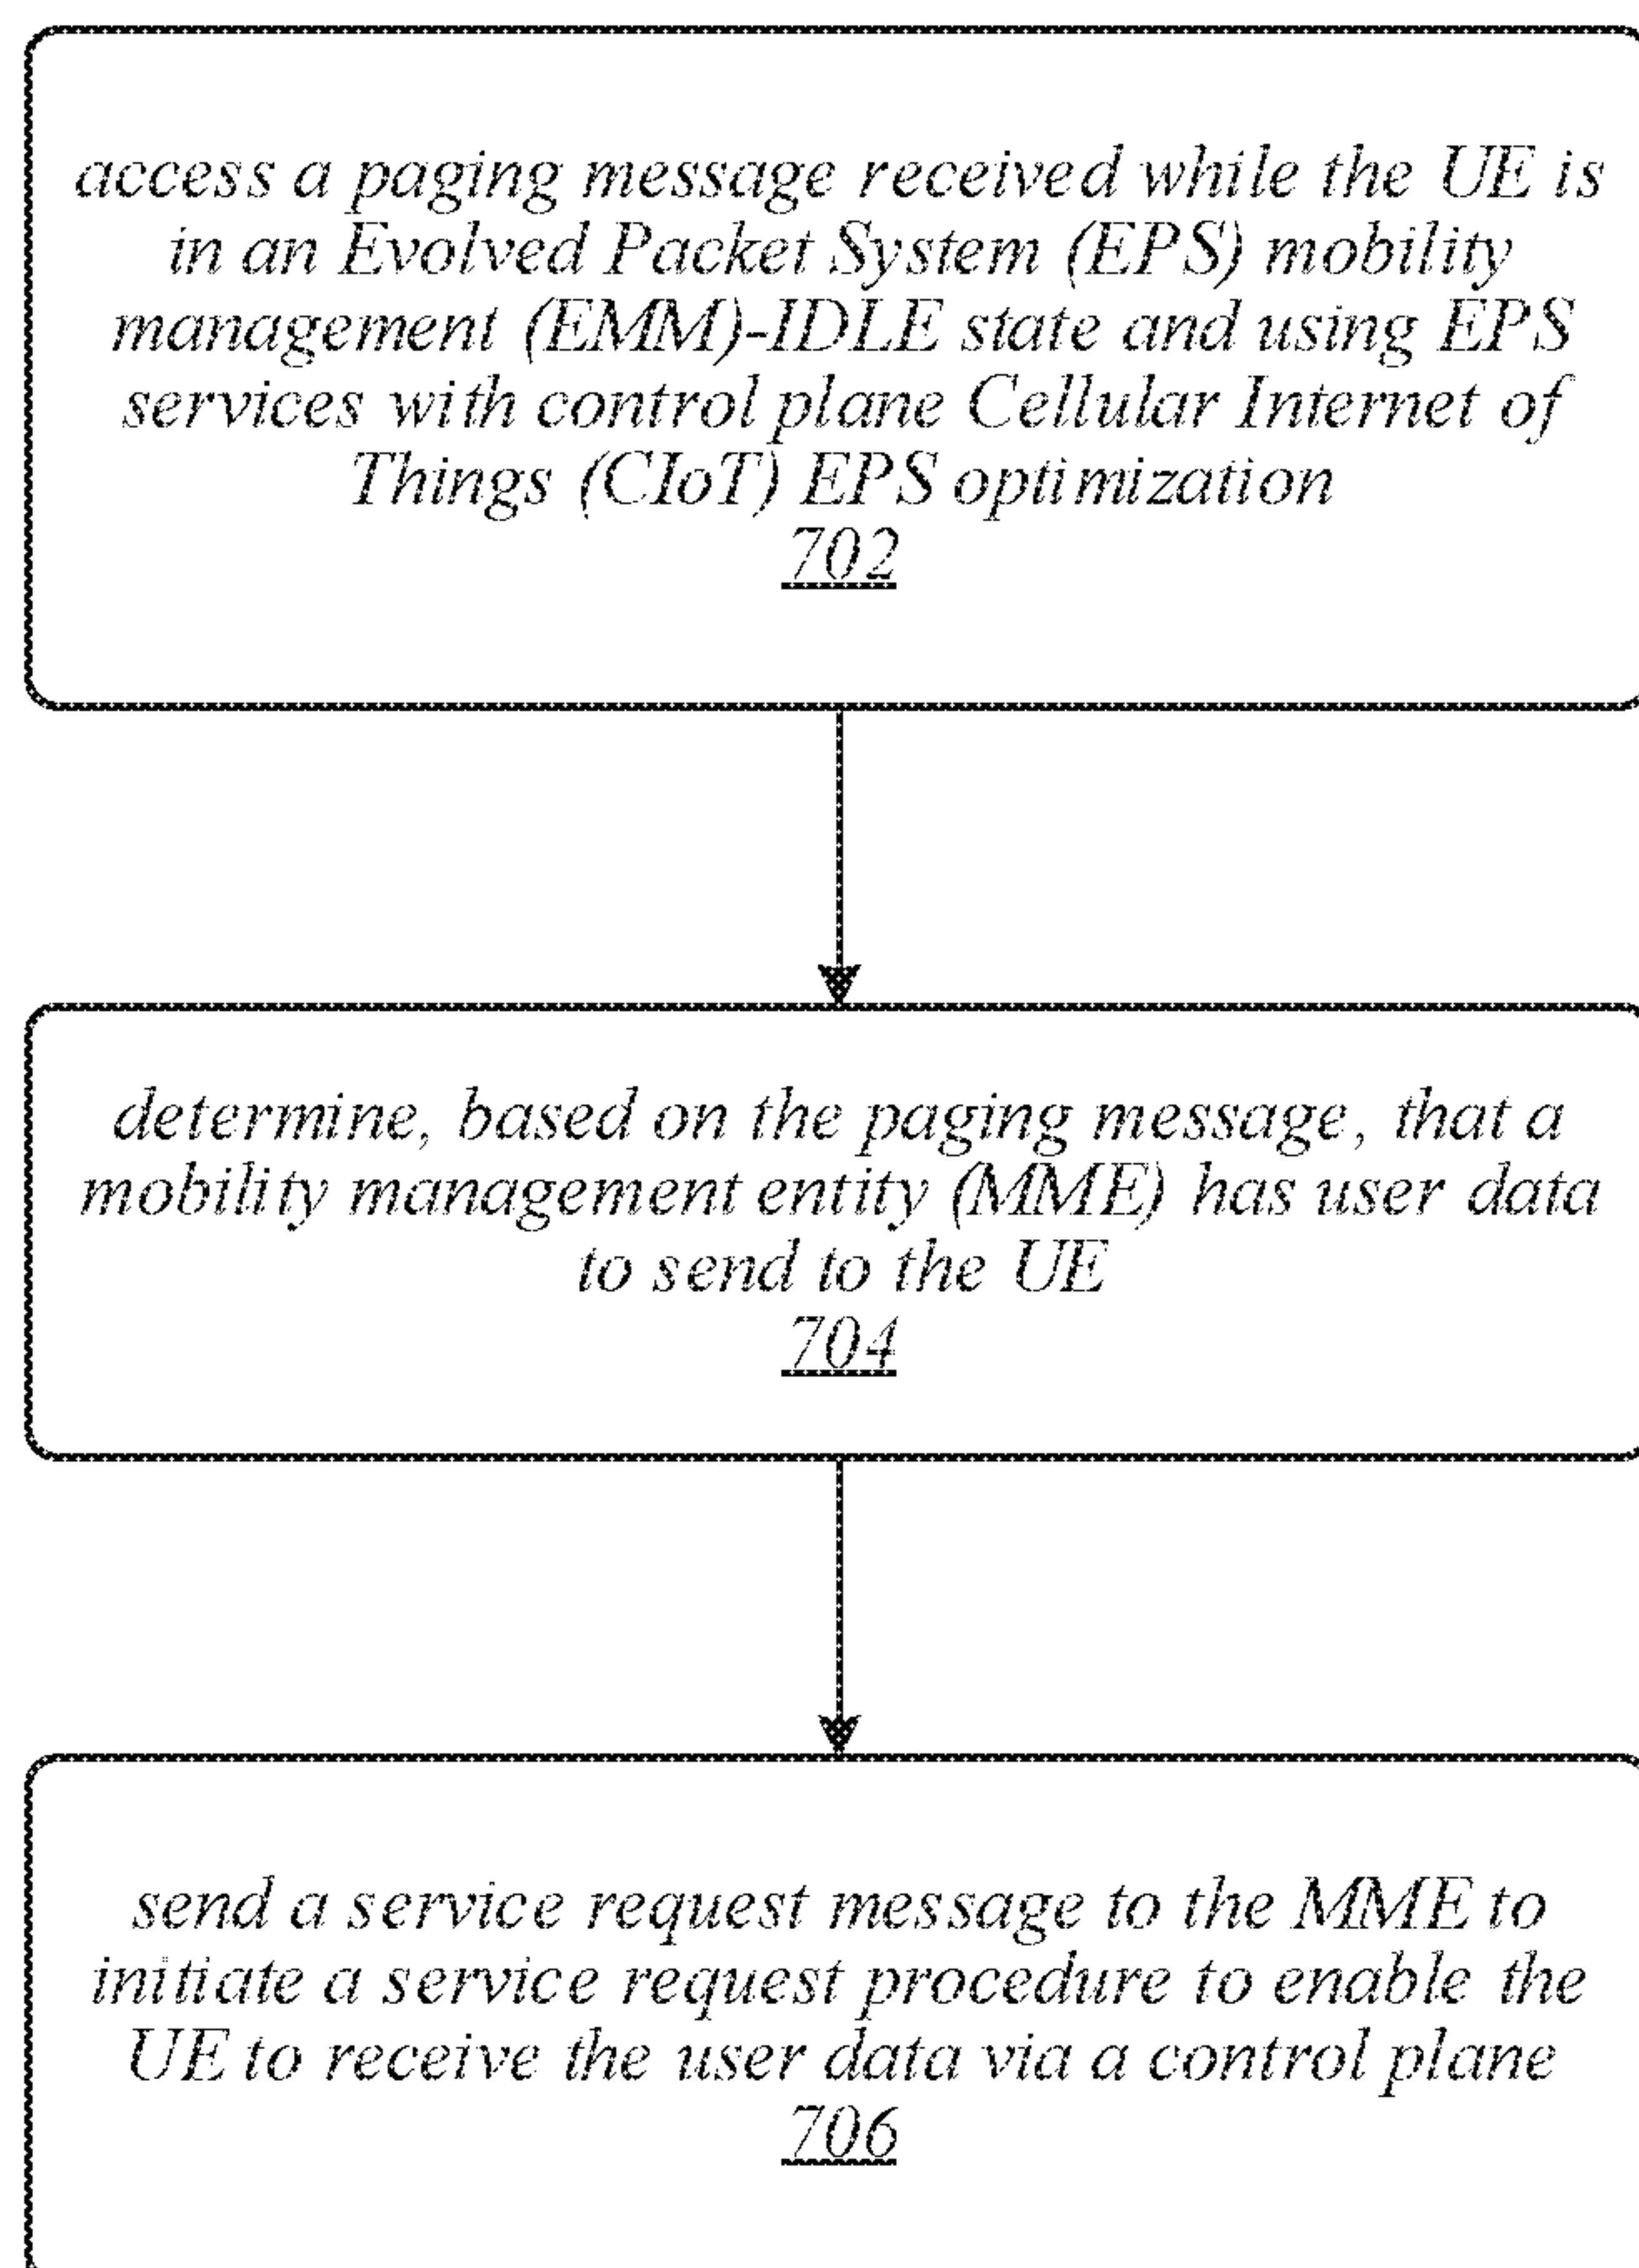 access a paging message received while the UE is
in an Evolved Packet System (EPS) mobility
management (EMM)-IDLE state and using EPS
services with control plane Cellular Internet of
Things (CIoT) EPS optimization
702
determine, based on the paging message, that a
mobility management entity (MME) has user data
to send to the UE
704
send a service request message to the MME to
initiate a service request procedure to enable the
UE to receive the user data via a control plane
706